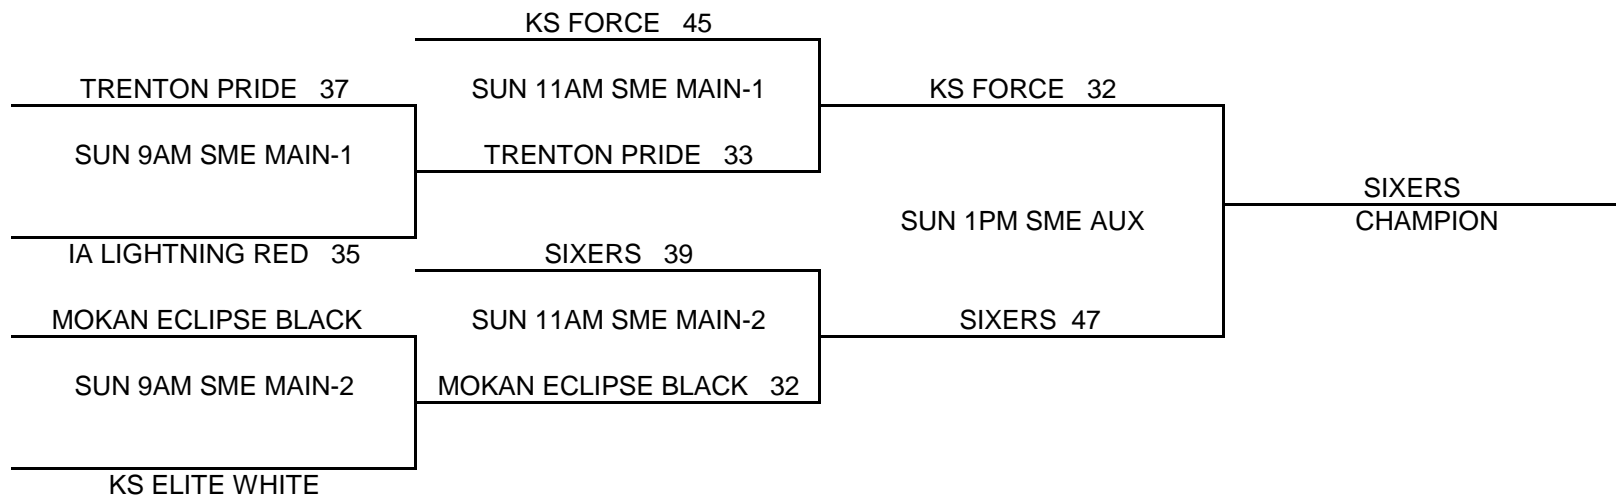 KS FORCE 45
TRENTON PRIDE 37
SUN 11AM SME MAIN-1
KS FORCE 32
SUN 9AM SME MAIN-1
TRENTON PRIDE 33
SIXERS
SUN 1PM SME AUX
CHAMPION
IA LIGHTNING RED 35
SIXERS 39
MOKAN ECLIPSE BLACK
SUN 11AM SME MAIN-2
SIXERS 47
SUN 9AM SME MAIN-2
MOKAN ECLIPSE BLACK 32
KS ELITE WHITE